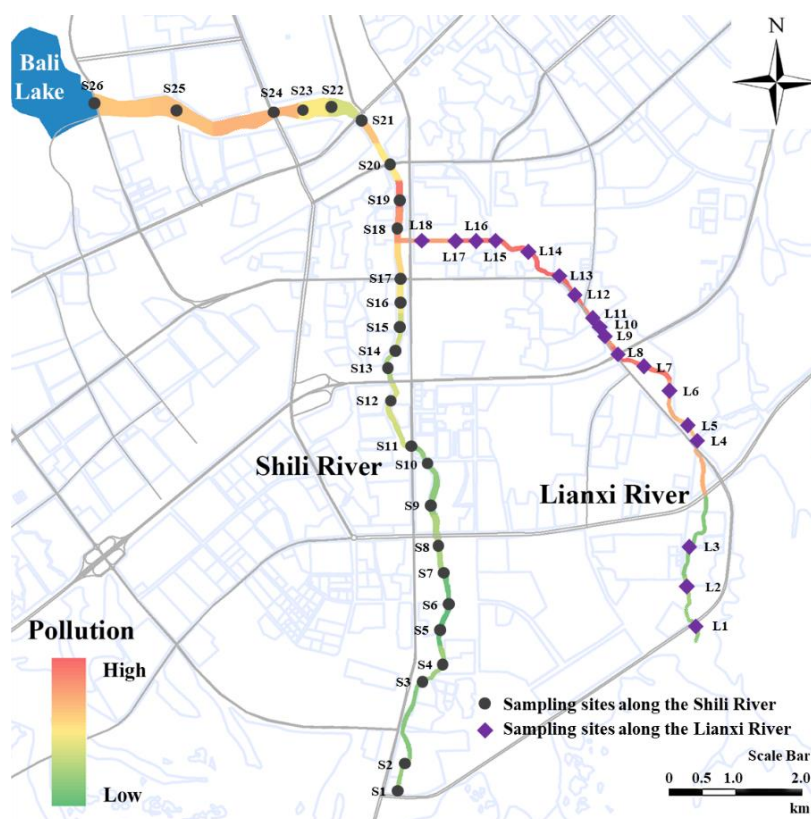 N
Bali
Lake
S26
S25
S24
S23
S22
S21
S20
S19
S18
L18
L17
L16
L15
L14
L13
L12
L11
L10
L9
L8
L7
L6
L5
L4
L3
L2
L1
S17
S16
S15
S14
S13
S12
S11
S10
S9
S8
S7
S6
S5
S4
S3
S2
S1
Shili River
Lianxi River
Pollution
High
Low
Sampling sites along the Shili River
Sampling sites along the Lianxi River
Scale Bar
0 0.5 1.0 2.0
km